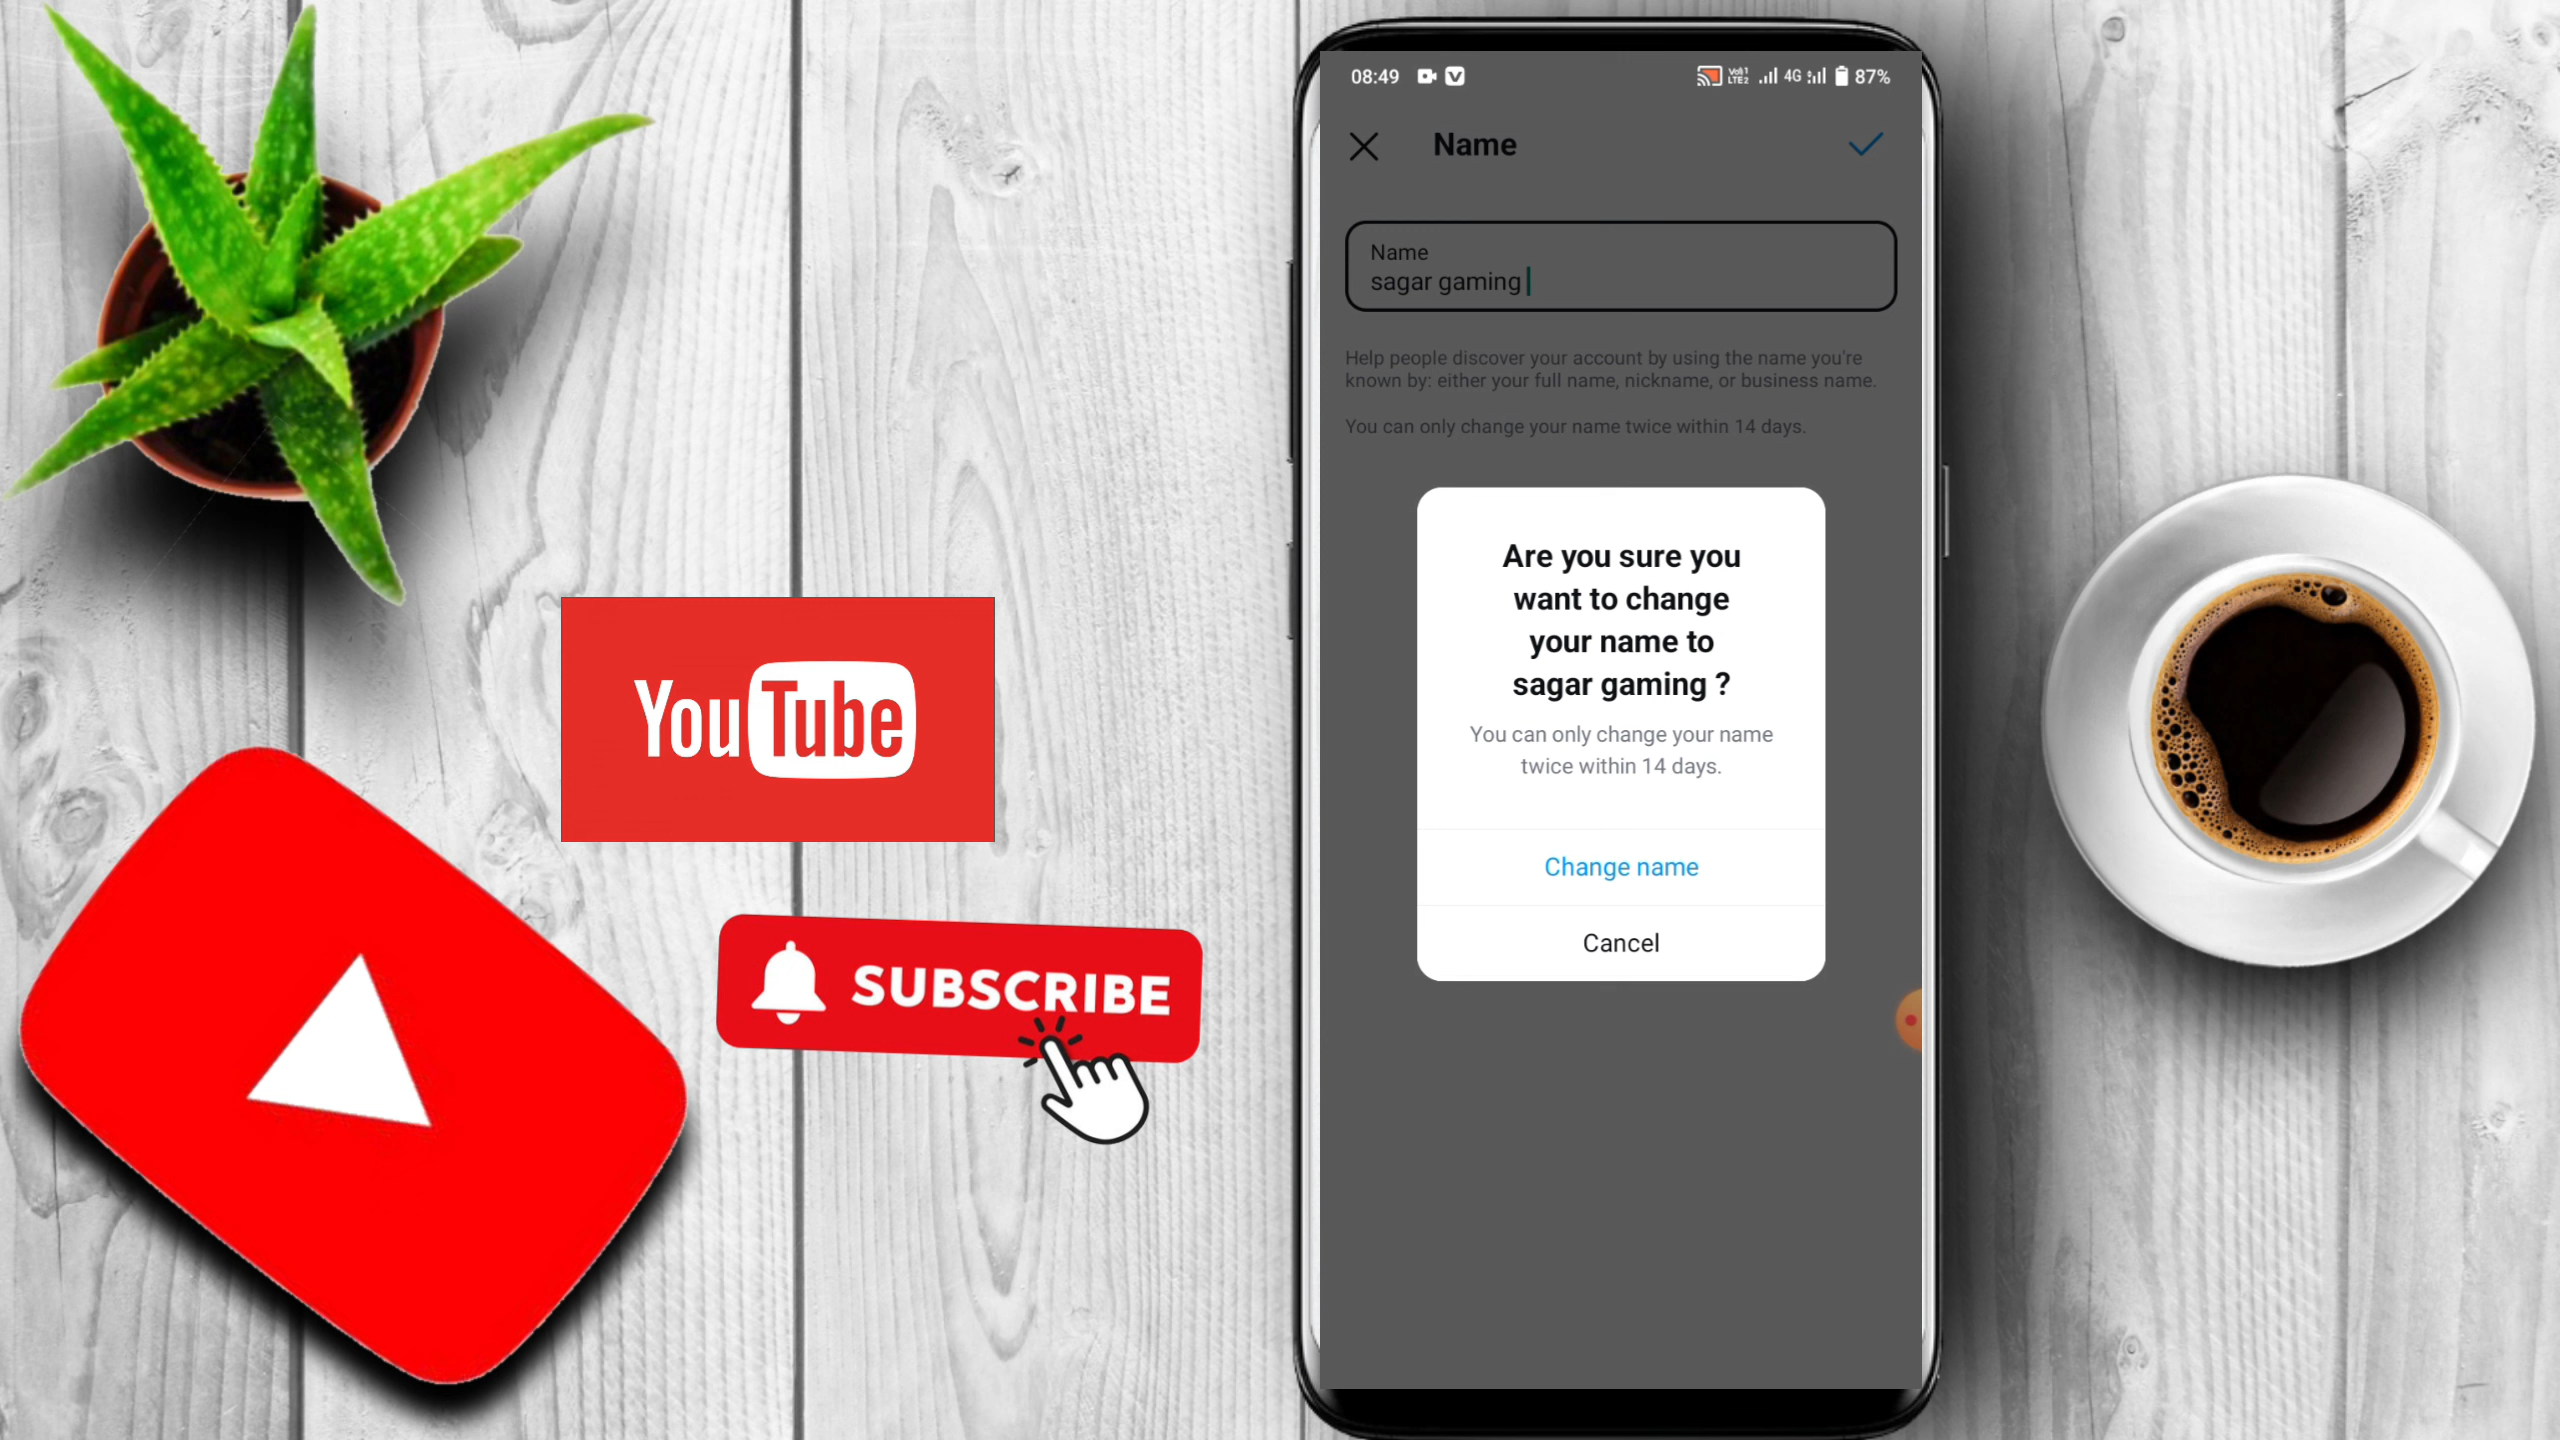 08:49
4G 87%
Name
Name
sagar gaming
Help people discover your account by using the name you're
known by: either your full name, nickname, or business name.
You can only change your name twice within 14 days.
Are you sure you
want to change
your name to
sagar gaming ?
You can only change your name
twice within 14 days.
Change name
Cancel
YouTube
SUBSCRIBE